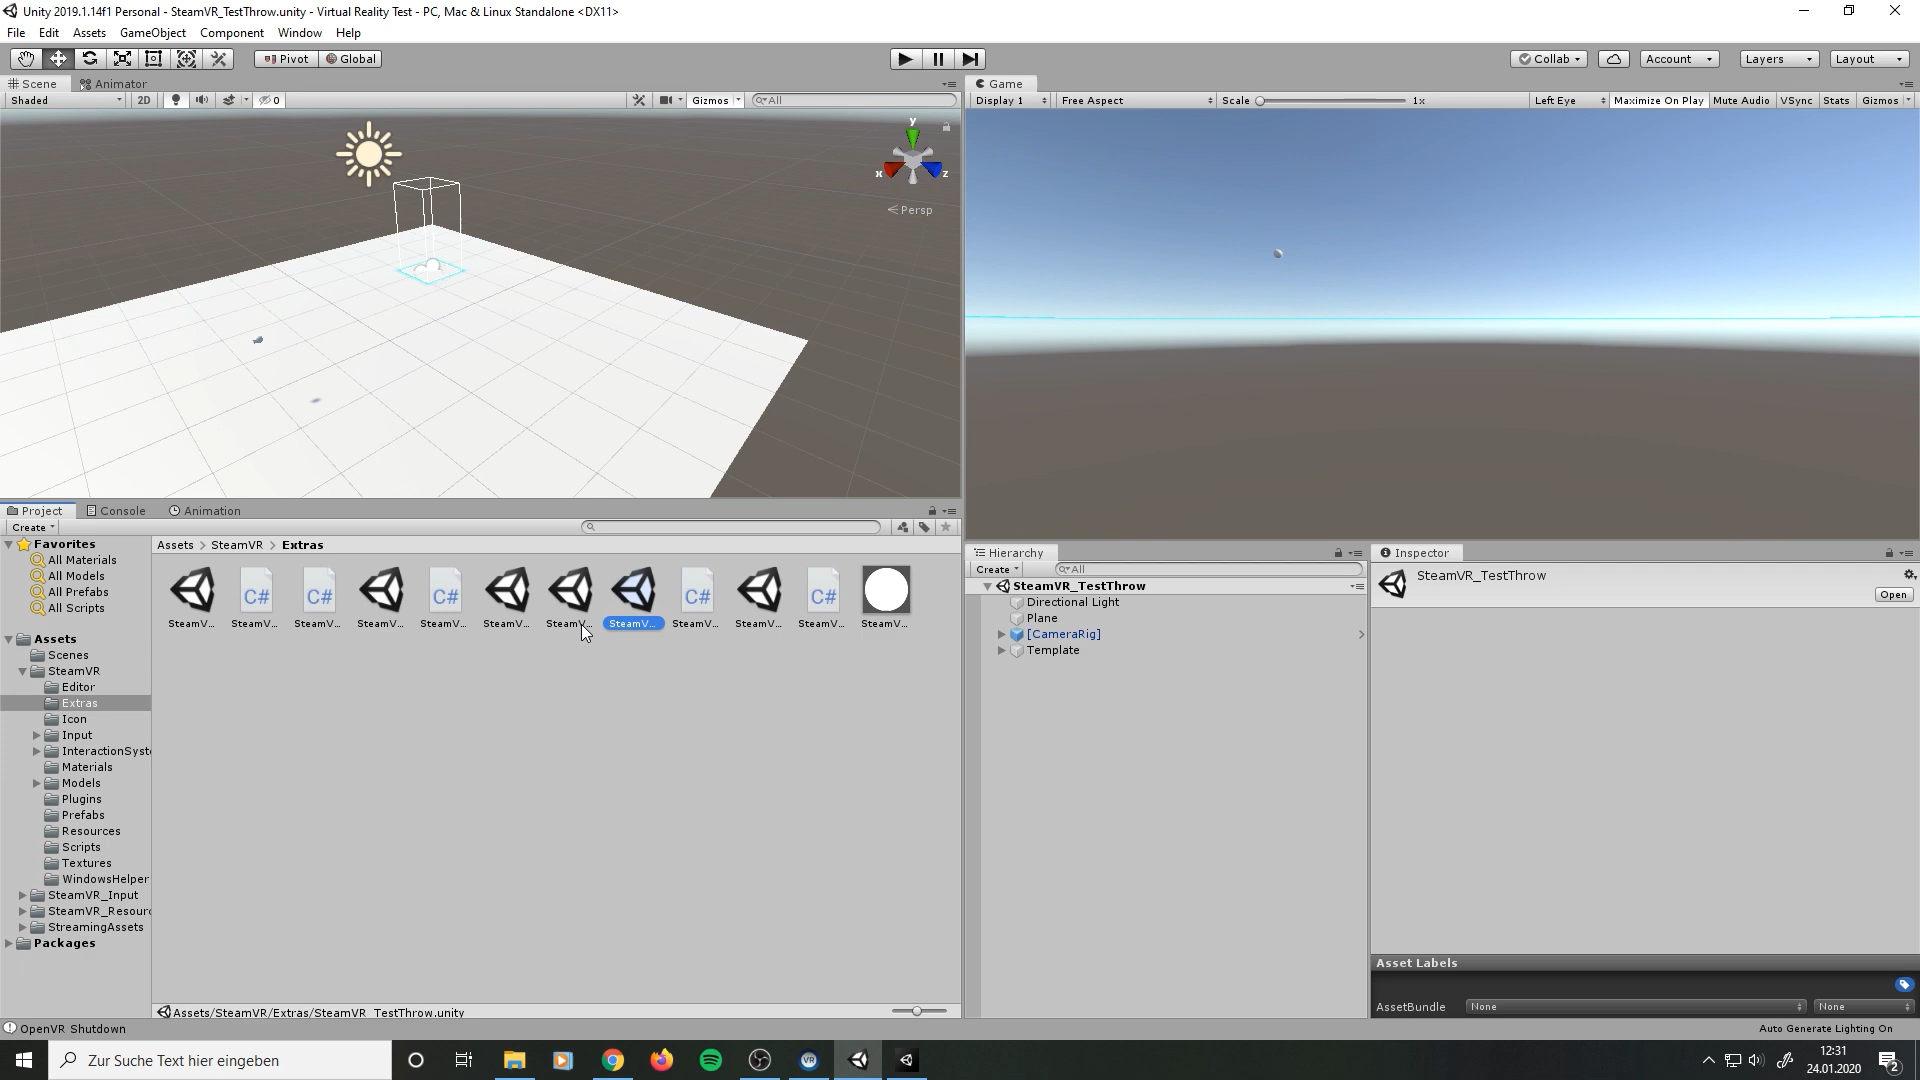 Unity 2019.1.14f1 Personal - SteamVR_TestThrow.unity - Virtual Reality Test - PC, Mac & Linux Standalone <DX11>
File Edit Assets GameObject Component Window Help
Pivot Global Collab Account Layers Layout
Scene Animator
Shaded 2D 0 Gizmos All
y
x z
Persp
Game
Display 1 Free Aspect Scale 1x Left Eye Maximize On Play Mute Audio VSync Stats Gizmos
Project Console Animation
Create
Favorites
All Materials
All Models
All Prefabs
All Scripts
Assets
Scenes
SteamVR
Editor
Extras
Icon
Input
InteractionSyste
Materials
Models
Plugins
Prefabs
Resources
Scripts
Textures
WindowsHelper
SteamVR_Input
SteamVR_Resourc
StreamingAssets
Packages
Assets > SteamVR > Extras
C# C# C# C# C#
SteamV... SteamV... SteamV... SteamV... SteamV... SteamV... SteamV... SteamV... SteamV... SteamV... SteamV... SteamV...
Assets/SteamVR/Extras/SteamVR_TestThrow.unity
Hierarchy
Create All
SteamVR_TestThrow
Directional Light
Plane
[CameraRig]
Template
Inspector
SteamVR_TestThrow
Open
Asset Labels
AssetBundle None None
OpenVR Shutdown
Auto Generate Lighting On
Zur Suche Text hier eingeben
VR
12:31
24.01.2020
2